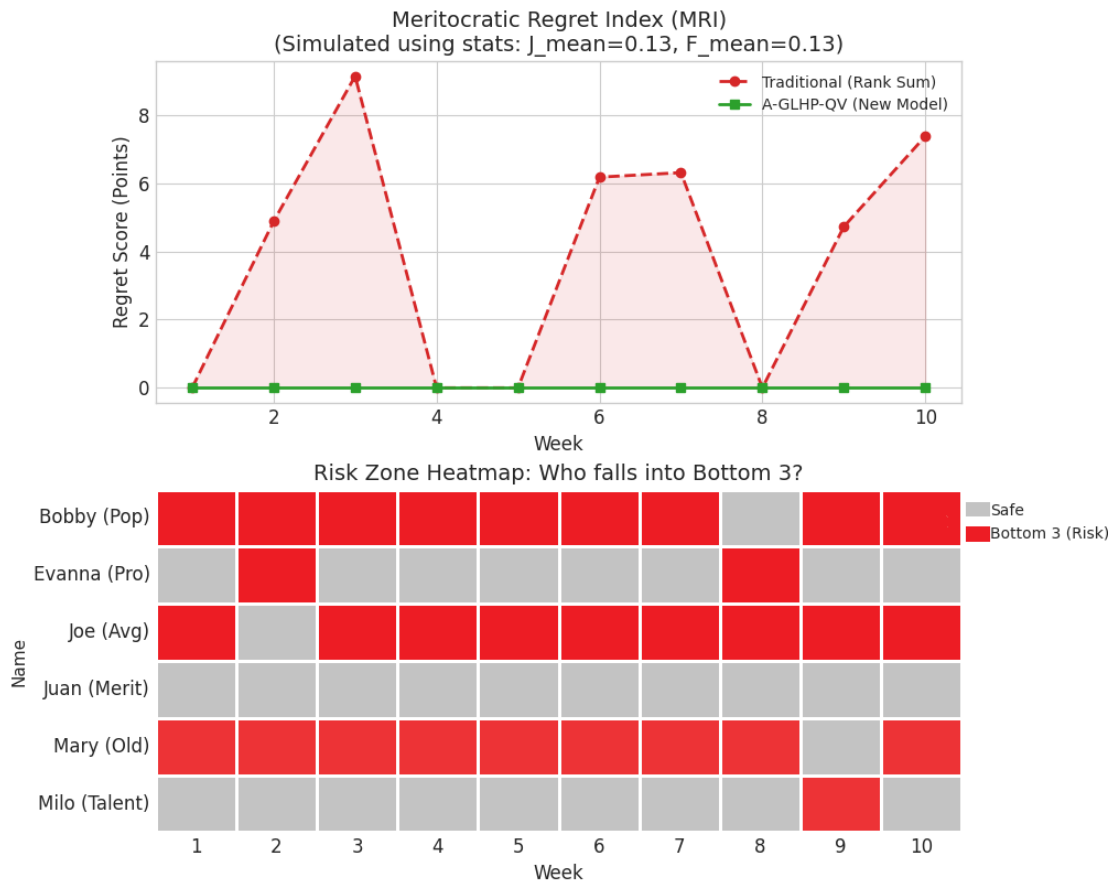 Meritocratic Regret Index (MRI)
(Simulated using stats: J_mean=0.13, F_mean=0.13)
Traditional (Rank Sum)
A-GLHP-QV (New Model)
Regret Score (Points)
8
6
4
2
0
2 4 6 8 10
Week
Risk Zone Heatmap: Who falls into Bottom 3?
Safe
Bottom 3 (Risk)
Name
Bobby (Pop)
Evanna (Pro)
Joe (Avg)
Juan (Merit)
Mary (Old)
Milo (Talent)
1 2 3 4 5 6 7 8 9 10
Week